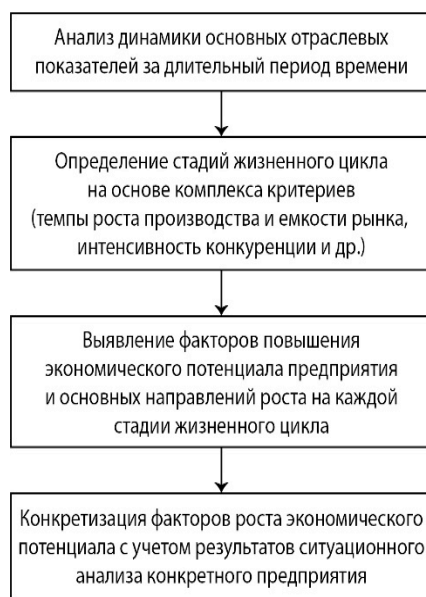 Анализ динамики основных отраслевых
показателей за длительный период времени
Определение стадий жизненного цикла
на основе комплекса критериев
(темпы роста производства и емкости рынка,
интенсивность конкуренции и др.)
Выявление факторов повышения
экономического потенциала предприятия
и основных направлений роста на каждой
стадии жизненного цикла
Конкретизация факторов роста экономического
потенциала с учетом результатов ситуационного
анализа конкретного предприятия